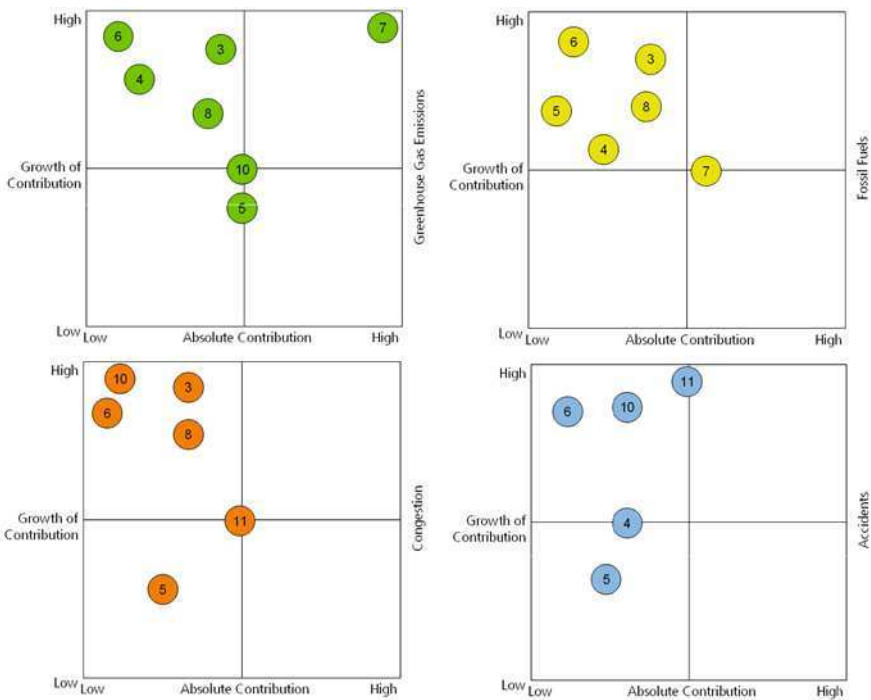 High
6
7
3
4
8
Growth of
Contribution
10
5
Low
Low
Absolute Contribution
High
Greenhouse Gas Emissions
High
6
3
5
8
4
Growth of
Contribution
7
Low
Low
Absolute Contribution
High
Fossil Fuels
High
10
3
6
8
Growth of
Contribution
11
5
Low
Low
Absolute Contribution
High
Congestion
High
11
6
10
Growth of
Contribution
4
5
Low
Low
Absolute Contribution
High
Accidents